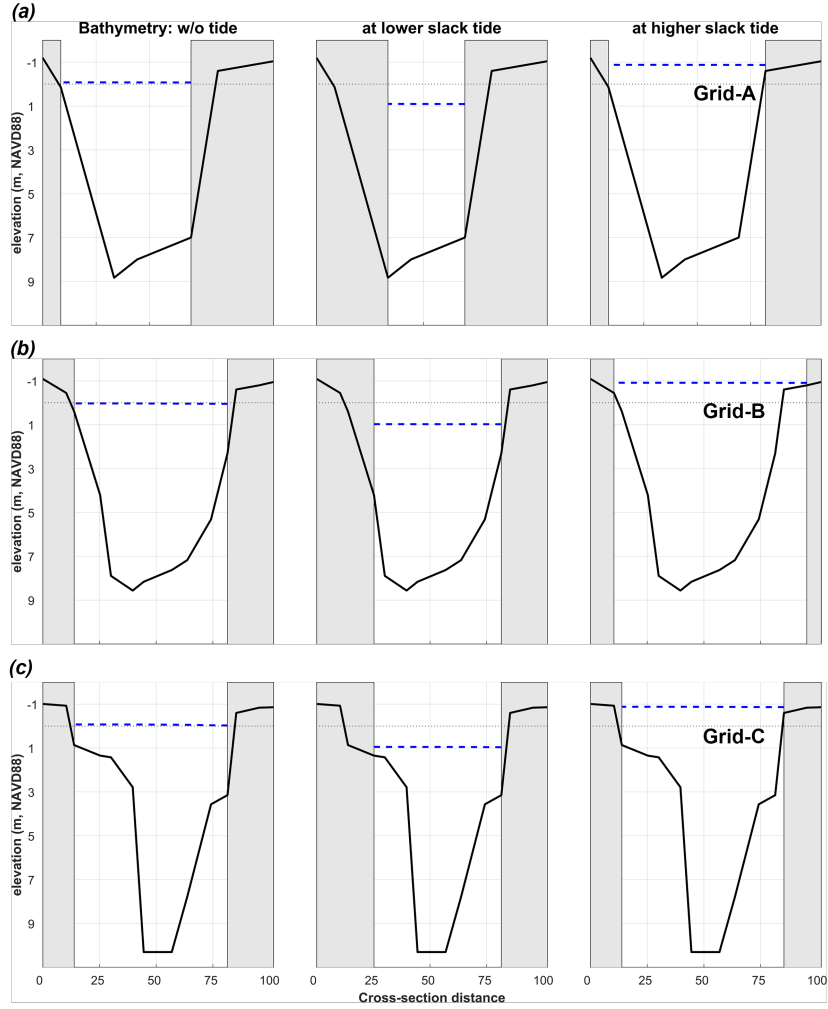 (a)
Bathymetry: w/o tide at lower slack tide at higher slack tide
-1
1
3
5
7
9
elevation (m, NAVD88)
Grid-A
(b)
-1
1
3
5
7
9
elevation (m, NAVD88)
Grid-B
(c)
-1
1
3
5
7
9
elevation (m, NAVD88)
Grid-C
0 25 50 75 100 0 25 50 75 100 0 25 50 75 100
Cross-section distance